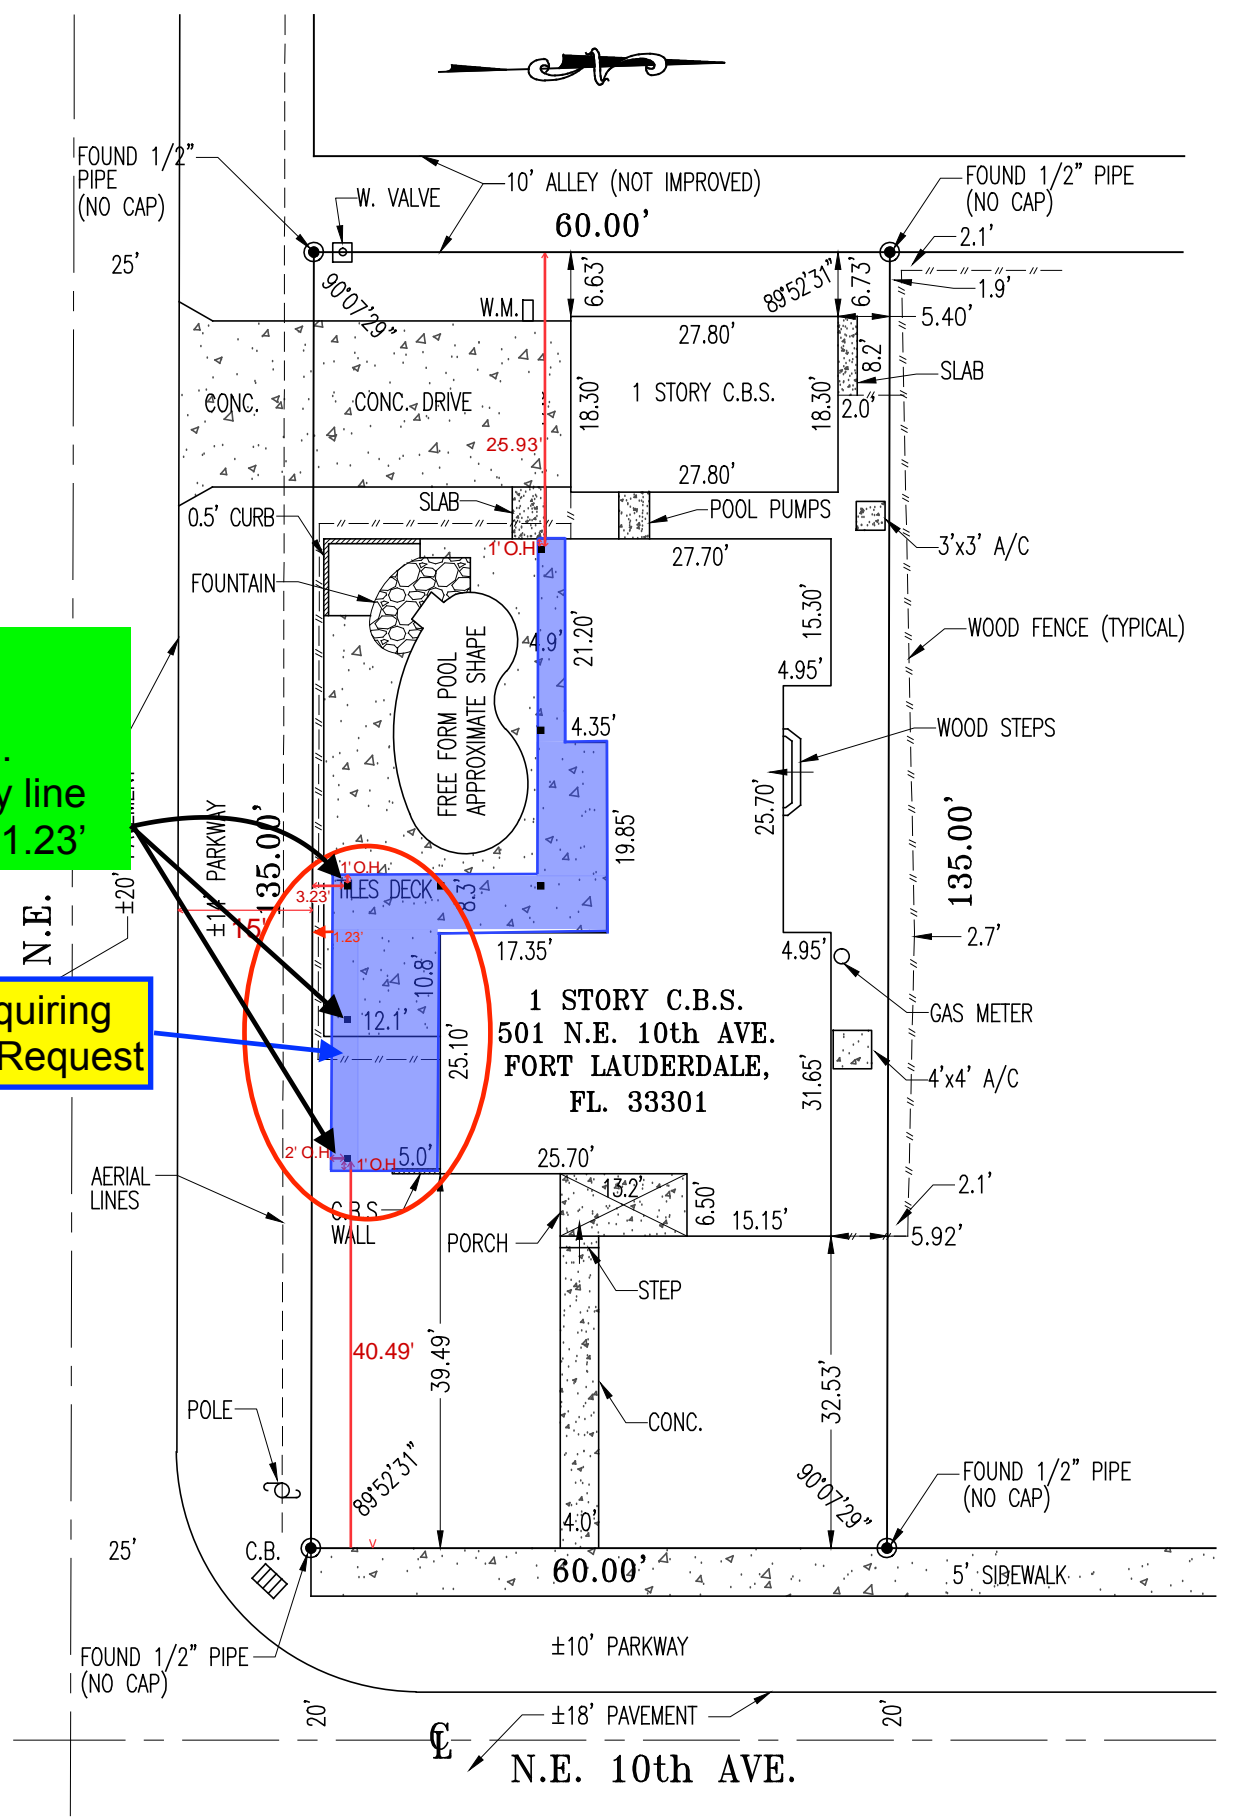 FOUND 1/2" PIPE (NO CAP)
W. VALVE
10' ALLEY (NOT IMPROVED)
FOUND 1/2" PIPE (NO CAP)
60.00'
2.1'
25'
90°07'29"
6.63'
89°52'31"
6.73'
1.9'
W.M.
5.40'
27.80'
8.2'
SLAB
CONC.
CONC. DRIVE
18.30'
1 STORY C.B.S.
18.30'
2.0'
25.93'
27.80'
SLAB
POOL PUMPS
0.5' CURB
1' O.H
27.70'
3'x3' A/C
FOUNTAIN
15.30'
4.9'
21.20'
WOOD FENCE (TYPICAL)
FREE FORM POOL
APPROXIMATE SHAPE
4.95'
4.35'
WOOD STEPS
y line
1.23'
±20'
±14' PARKWAY
135.00'
19.85'
25.70'
135.00'
1' O.H
3.23'
TILES DECK
8.3'
N.E.
15'
1.23'
17.35'
4.95'
2.7'
10.8'
quiring
Request
12.1'
25.10'
1 STORY C.B.S.
501 N.E. 10th AVE.
FORT LAUDERDALE,
FL. 33301
GAS METER
31.65'
4'x4' A/C
2' O.H
1' O.H
5.0'
25.70'
AERIAL
LINES
C.B.S
WALL
13.2'
6.50'
2.1'
PORCH
15.15'
5.92'
STEP
40.49'
39.49'
32.53'
POLE
CONC.
89°52'31"
90°07'29"
FOUND 1/2" PIPE
(NO CAP)
25'
C.B.
4.0'
60.00'
5' SIDEWALK
FOUND 1/2" PIPE
(NO CAP)
±10' PARKWAY
20'
±18' PAVEMENT
20'
N.E. 10th AVE.